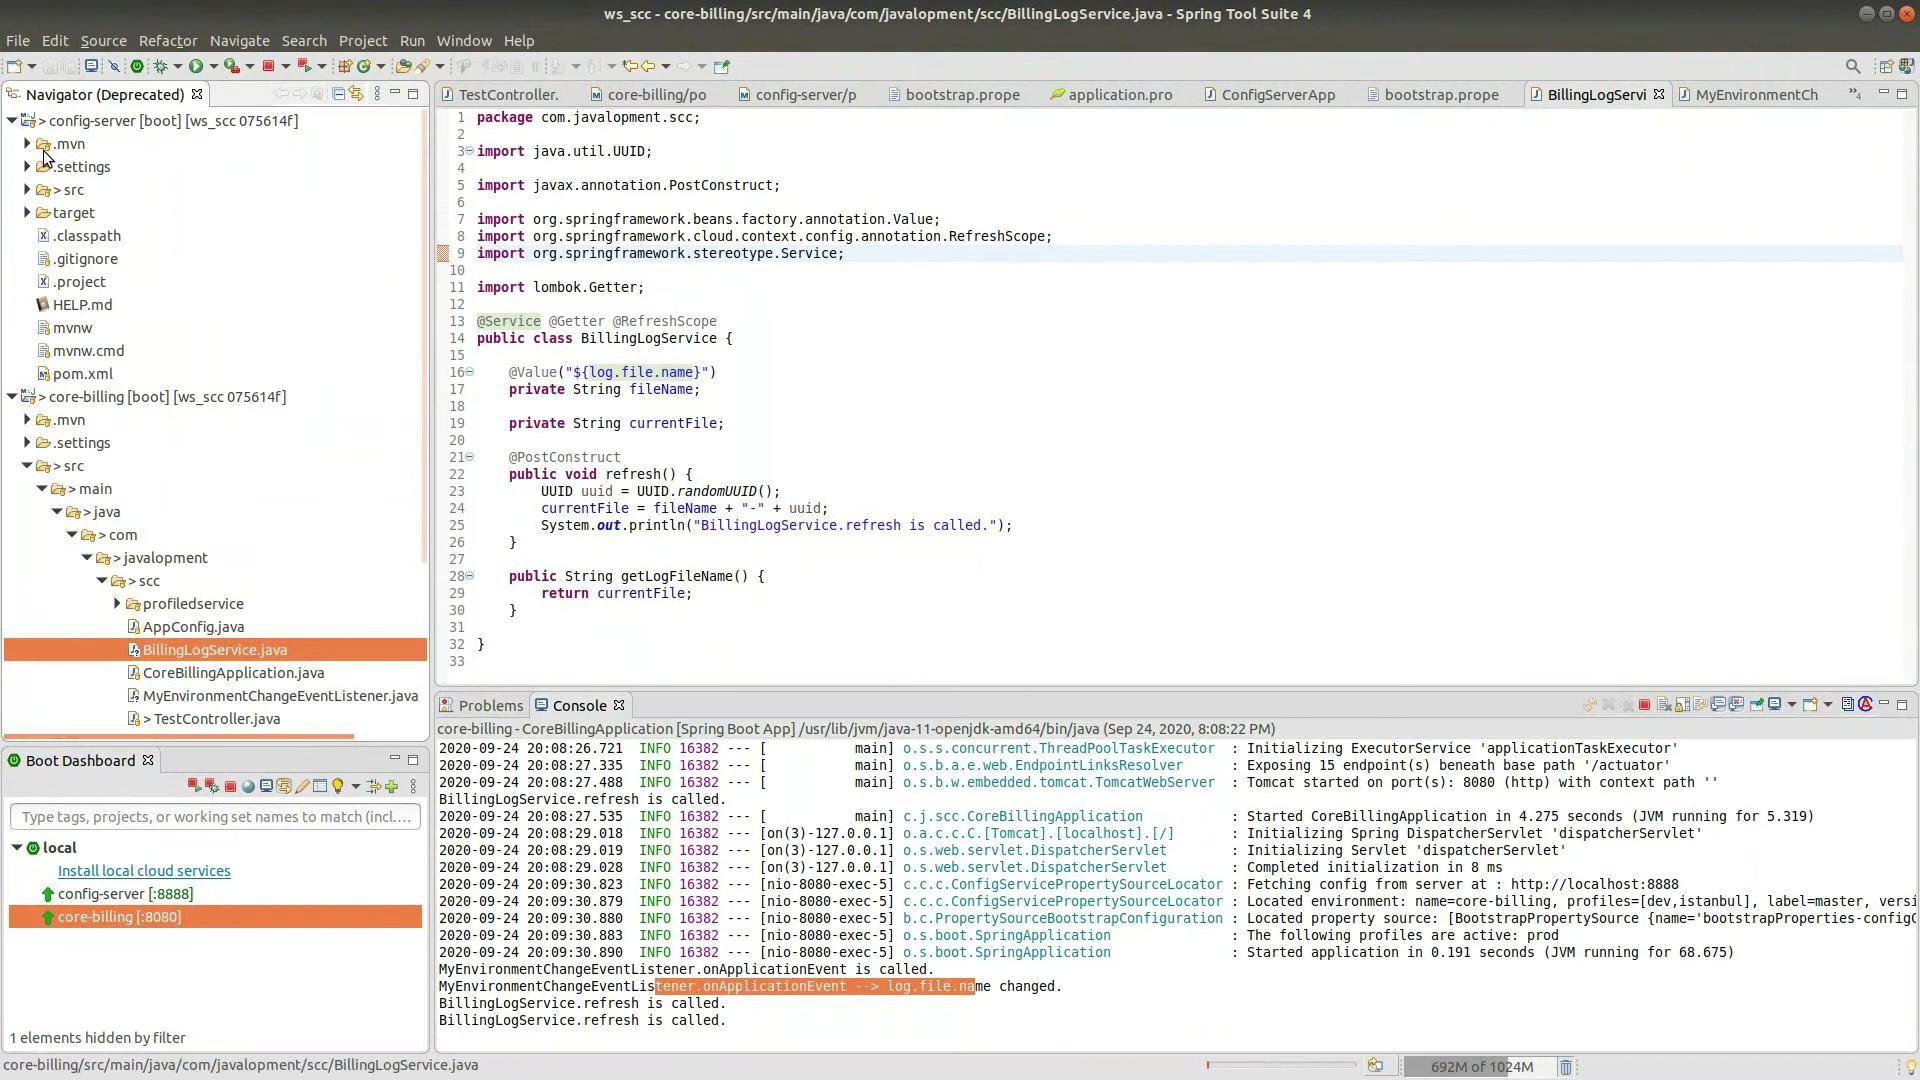 ws_scc - core-billing/src/main/java/com/javalopment/scc/BillingLogService.java - Spring Tool Suite 4
File Edit Source Refactor Navigate Search Project Run Window Help
Navigator (Deprecated)
> config-server [boot] [ws_scc 075614f]
.mvn
.settings
> src
target
.classpath
.gitignore
.project
HELP.md
mvnw
mvnw.cmd
pom.xml
> core-billing [boot] [ws_scc 075614f]
.mvn
.settings
> src
> main
> java
> com
> javalopment
> scc
profiledservice
AppConfig.java
BillingLogService.java
CoreBillingApplication.java
MyEnvironmentChangeEventListener.java
> TestController.java
TestController. core-billing/po config-server/p bootstrap.prope application.pro ConfigServerApp bootstrap.prope BillingLogServi MyEnvironmentCh »4
1 package com.javalopment.scc;
2
3 import java.util.UUID;
4
5 import javax.annotation.PostConstruct;
6
7 import org.springframework.beans.factory.annotation.Value;
8 import org.springframework.cloud.context.config.annotation.RefreshScope;
9 import org.springframework.stereotype.Service;
10
11 import lombok.Getter;
12
13 @Service @Getter @RefreshScope
14 public class BillingLogService {
15
16 @Value("${log.file.name}")
17 private String fileName;
18
19 private String currentFile;
20
21 @PostConstruct
22 public void refresh() {
23 UUID uuid = UUID.randomUUID();
24 currentFile = fileName + "-" + uuid;
25 System.out.println("BillingLogService.refresh is called.");
26 }
27
28 public String getLogFileName() {
29 return currentFile;
30 }
31
32 }
33
Boot Dashboard
Type tags, projects, or working set names to match (incl....
local
Install local cloud services
config-server [:8888]
core-billing [:8080]
1 elements hidden by filter
Problems Console
core-billing - CoreBillingApplication [Spring Boot App] /usr/lib/jvm/java-11-openjdk-amd64/bin/java (Sep 24, 2020, 8:08:22 PM)
2020-09-24 20:08:26.721 INFO 16382 --- [ main] o.s.s.concurrent.ThreadPoolTaskExecutor : Initializing ExecutorService 'applicationTaskExecutor'
2020-09-24 20:08:27.335 INFO 16382 --- [ main] o.s.b.a.e.web.EndpointLinksResolver : Exposing 15 endpoint(s) beneath base path '/actuator'
2020-09-24 20:08:27.488 INFO 16382 --- [ main] o.s.b.w.embedded.tomcat.TomcatWebServer : Tomcat started on port(s): 8080 (http) with context path ''
BillingLogService.refresh is called.
2020-09-24 20:08:27.535 INFO 16382 --- [ main] c.j.scc.CoreBillingApplication : Started CoreBillingApplication in 4.275 seconds (JVM running for 5.319)
2020-09-24 20:08:29.018 INFO 16382 --- [on(3)-127.0.0.1] o.a.c.c.C.[Tomcat].[localhost].[/] : Initializing Spring DispatcherServlet 'dispatcherServlet'
2020-09-24 20:08:29.019 INFO 16382 --- [on(3)-127.0.0.1] o.s.web.servlet.DispatcherServlet : Initializing Servlet 'dispatcherServlet'
2020-09-24 20:08:29.028 INFO 16382 --- [on(3)-127.0.0.1] o.s.web.servlet.DispatcherServlet : Completed initialization in 8 ms
2020-09-24 20:09:30.823 INFO 16382 --- [nio-8080-exec-5] c.c.c.ConfigServicePropertySourceLocator : Fetching config from server at : http://localhost:8888
2020-09-24 20:09:30.879 INFO 16382 --- [nio-8080-exec-5] c.c.c.ConfigServicePropertySourceLocator : Located environment: name=core-billing, profiles=[dev,istanbul], label=master, versi
2020-09-24 20:09:30.880 INFO 16382 --- [nio-8080-exec-5] b.c.PropertySourceBootstrapConfiguration : Located property source: [BootstrapPropertySource {name='bootstrapProperties-configC
2020-09-24 20:09:30.883 INFO 16382 --- [nio-8080-exec-5] o.s.boot.SpringApplication : The following profiles are active: prod
2020-09-24 20:09:30.890 INFO 16382 --- [nio-8080-exec-5] o.s.boot.SpringApplication : Started application in 0.191 seconds (JVM running for 68.675)
MyEnvironmentChangeEventListener.onApplicationEvent is called.
MyEnvironmentChangeEventListener.onApplicationEvent --> log.file.name changed.
BillingLogService.refresh is called.
BillingLogService.refresh is called.
core-billing/src/main/java/com/javalopment/scc/BillingLogService.java
692M of 1024M